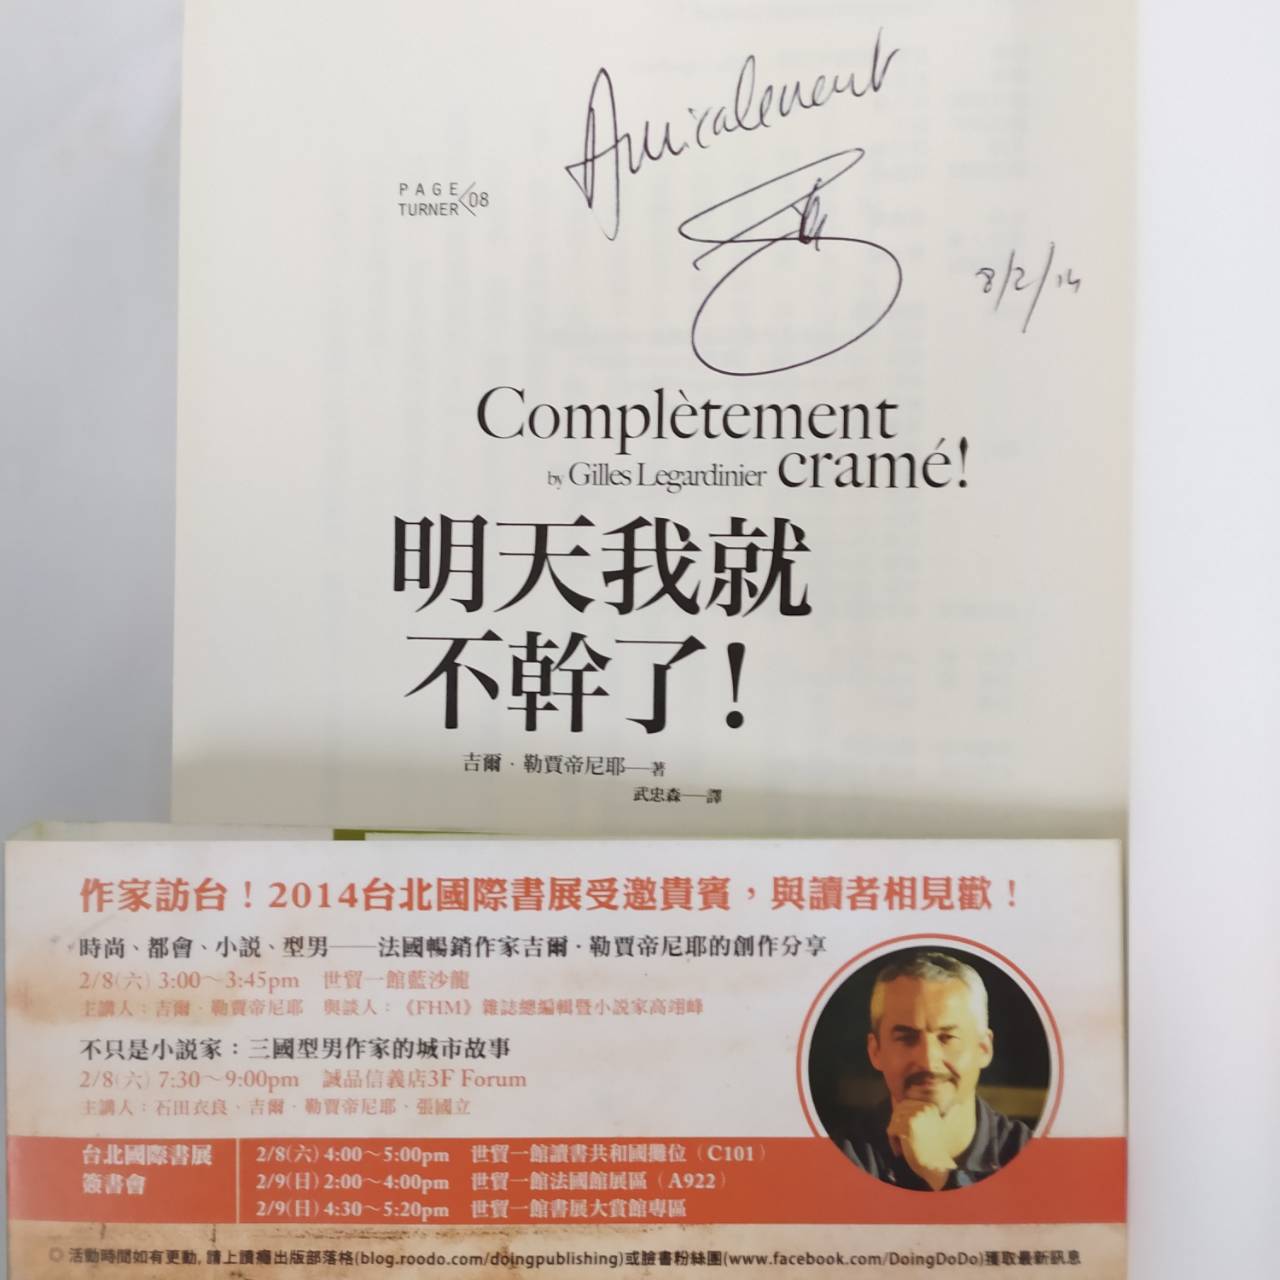 Amicalement
PAGE
TURNER 08
8/2/14
Complètement
by Gilles Legardinier cramé!
明天我就
不幹了!
吉爾·勒賈帝尼耶──著
武忠森──譯
作家訪台!2014台北國際書展受邀貴賓,與讀者相見歡!
時尚、都會、小說、型男──法國暢銷作家吉爾·勒賈帝尼耶的創作分享
2/8(六) 3:00~3:45pm 世貿一館藍沙龍
主講人:吉爾·勒賈帝尼耶 與談人:《FHM》雜誌總編輯暨小說家高翊峰
不只是小說家:三國型男作家的城市故事
2/8(六) 7:30~9:00pm 誠品信義店3F Forum
主講人:石田衣良、吉爾·勒賈帝尼耶、張國立
台北國際書展
簽書會
2/8(六) 4:00~5:00pm 世貿一館讀書共和國攤位(C101)
2/9(日) 2:00~4:00pm 世貿一館法國館展區(A922)
2/9(日) 4:30~5:20pm 世貿一館書展大賞館專區
◎ 活動時間如有更動,請上讀癮出版部落格(blog.roodo.com/doingpublishing)或臉書粉絲團(www.facebook.com/DoingDoDo)獲取最新訊息